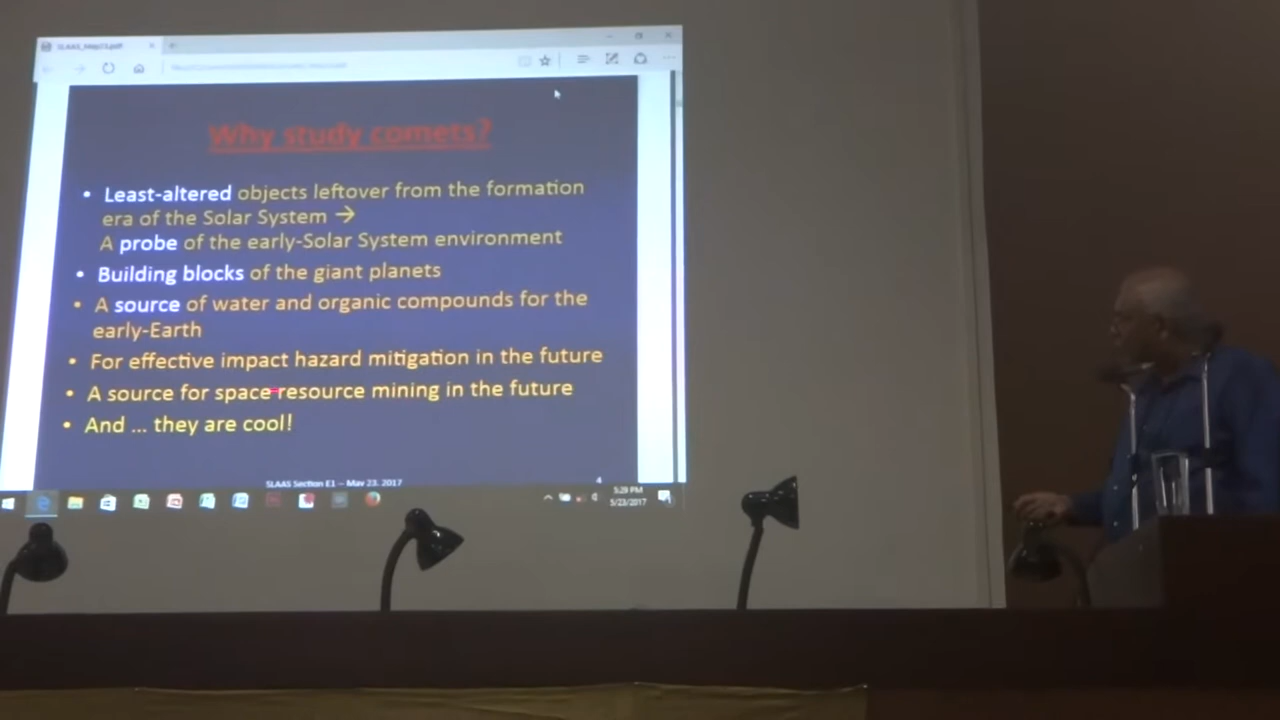 SLAAS_May23.pdf
Why study comets?
• Least-altered objects leftover from the formation
era of the Solar System →
A probe of the early-Solar System environment
• Building blocks of the giant planets
• A source of water and organic compounds for the
early-Earth
• For effective impact hazard mitigation in the future
• A source for space resource mining in the future
• And ... they are cool!
SLAAS Section E1 – May 23, 2017
4
5:29 PM
5/23/2017